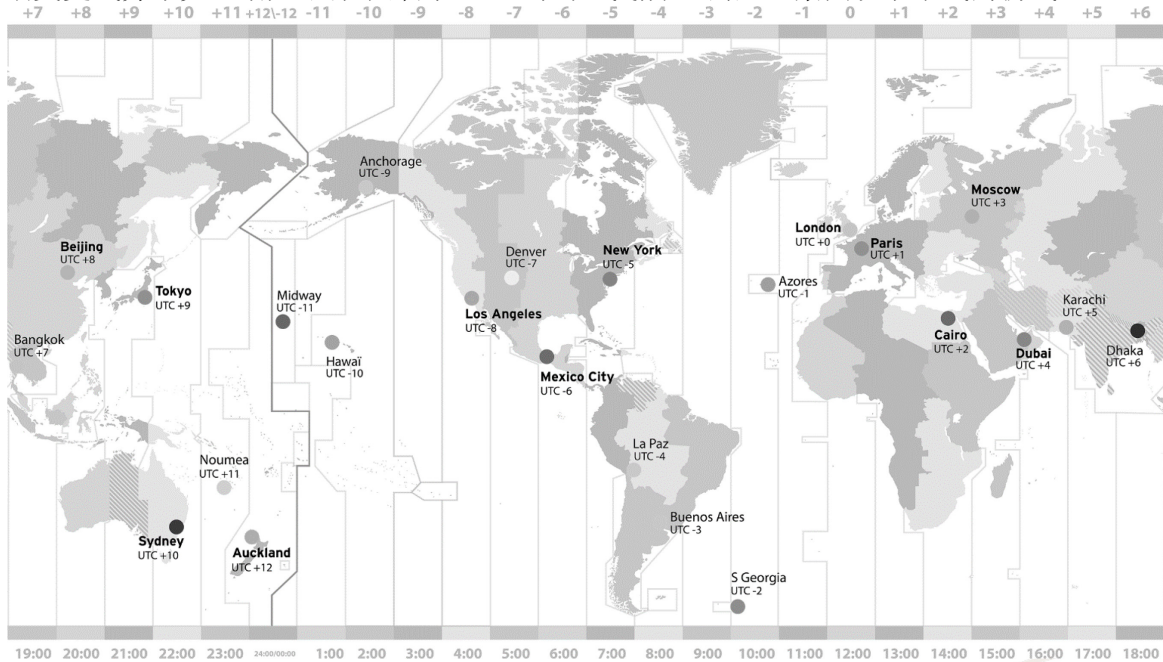 +7 +8 +9 +10 +11 +12\-12 -11 -10 -9 -8 -7 -6 -5 -4 -3 -2 -1 0 +1 +2 +3 +4 +5 +6
Anchorage
UTC -9
Moscow
UTC +3
London
UTC +0
Paris
UTC +1
Beijing
UTC +8
Denver
UTC -7
New York
UTC -5
Azores
UTC -1
Tokyo
UTC +9
Midway
UTC -11
Karachi
UTC +5
Los Angeles
UTC -8
Bangkok
UTC +7
Cairo
UTC +2
Dubai
UTC +4
Dhaka
UTC +6
Hawaï
UTC -10
Mexico City
UTC -6
La Paz
UTC -4
Noumea
UTC +11
Buenos Aires
UTC -3
Sydney
UTC +10
Auckland
UTC +12
S Georgia
UTC -2
19:00 20:00 21:00 22:00 23:00 24:00/00:00 1:00 2:00 3:00 4:00 5:00 6:00 7:00 8:00 9:00 10:00 11:00 12:00 13:00 14:00 15:00 16:00 17:00 18:00